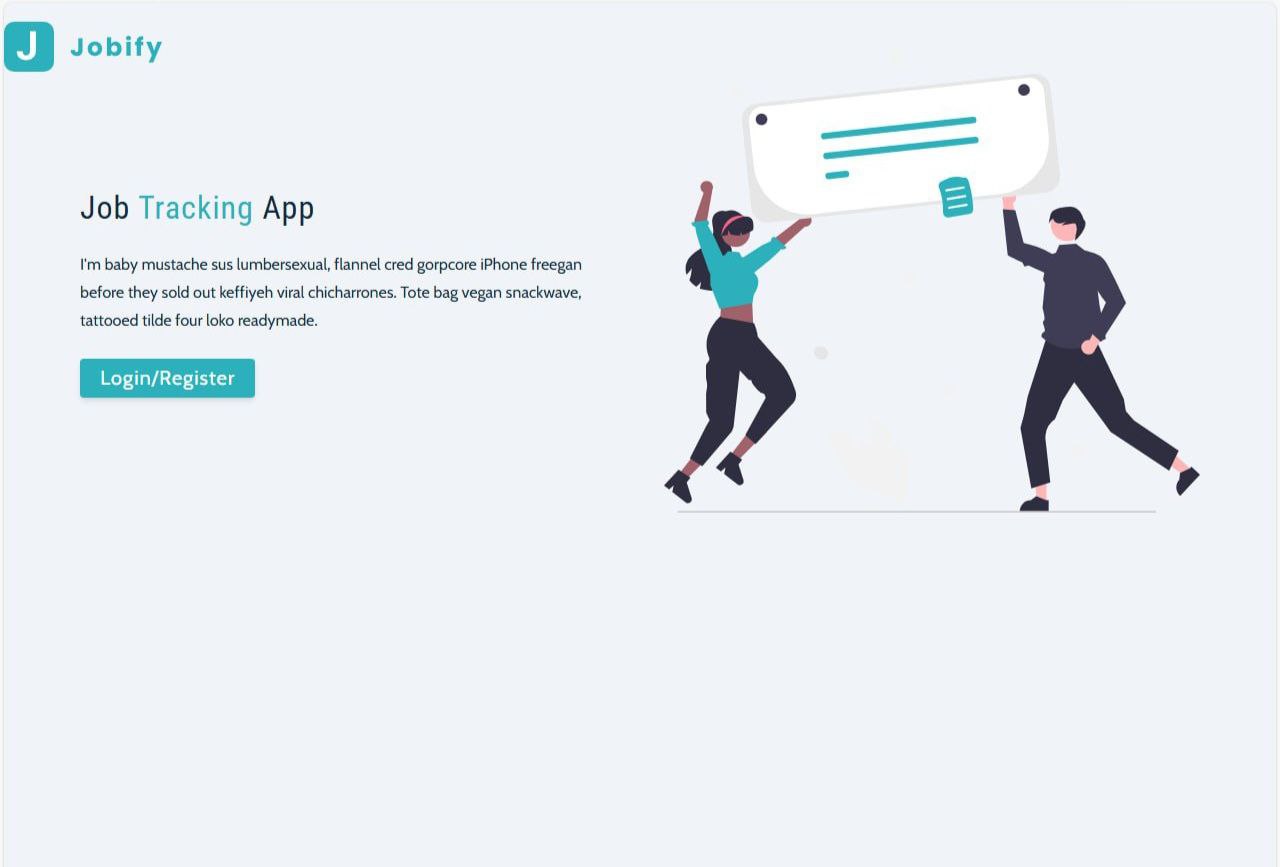 J Jobify
Job Tracking App
I'm baby mustache sus lumbersexual, flannel cred gorpcore iPhone freegan
before they sold out keffiyeh viral chicharrones. Tote bag vegan snackwave,
tattooed tilde four loko readymade.
Login/Register